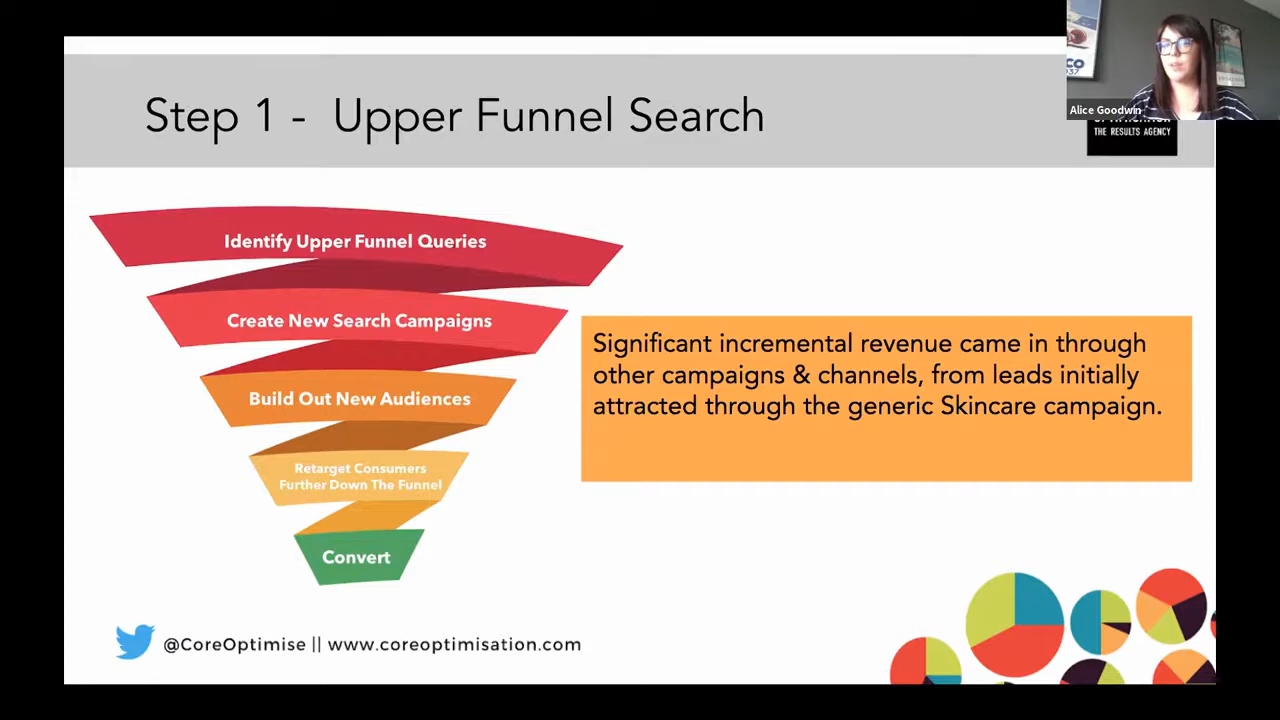 Step 1 - Upper Funnel Search
Alice Goodwin
THE RESULTS AGENCY
Identify Upper Funnel Queries
Create New Search Campaigns
Build Out New Audiences
Retarget Consumers
Further Down The Funnel
Convert
Significant incremental revenue came in through
other campaigns & channels, from leads initially
attracted through the generic Skincare campaign.
@CoreOptimise || www.coreoptimisation.com